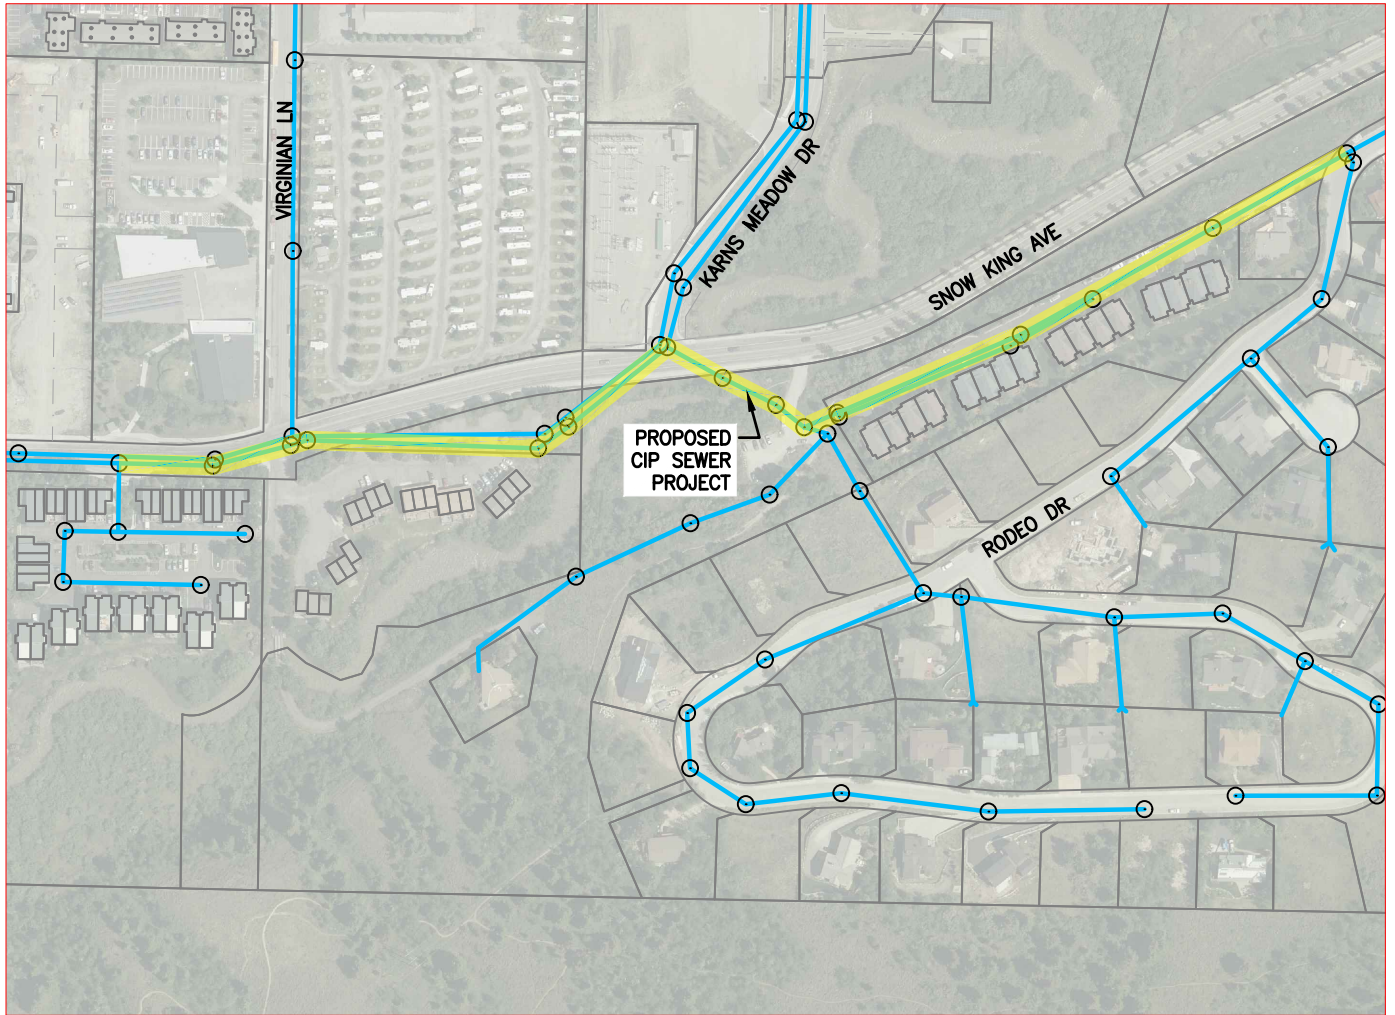 VIRGINIAN LN
KARNS MEADOW DR
SNOW KING AVE
PROPOSED
CIP SEWER
PROJECT
RODEO DR